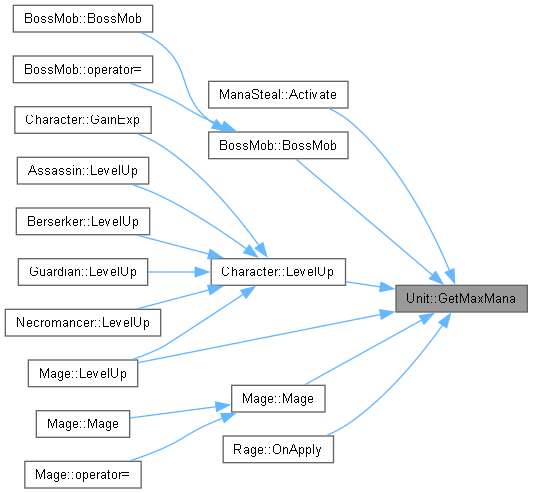 BossMob::BossMob
BossMob::operator=
ManaSteal::Activate
Character::GainExp
BossMob::BossMob
Assassin::LevelUp
Berserker::LevelUp
Guardian::LevelUp
Character::LevelUp
Unit::GetMaxMana
Necromancer::LevelUp
Mage::LevelUp
Mage::Mage
Mage::Mage
Rage::OnApply
Mage::operator=